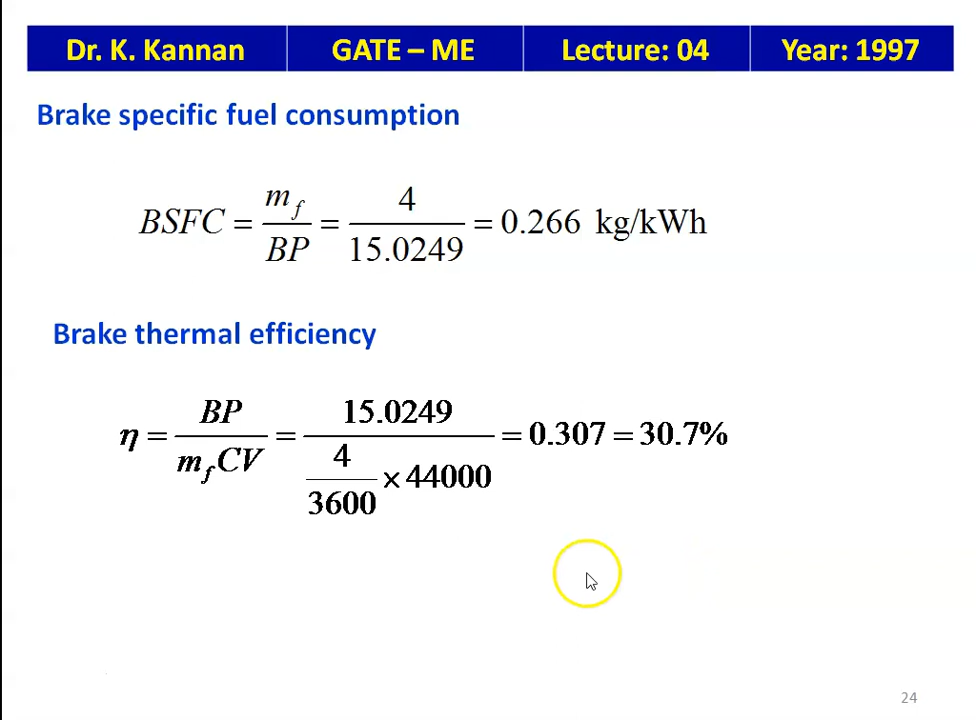 Dr. K. Kannan GATE – ME Lecture: 04 Year: 1997
Brake specific fuel consumption
BSFC = m_f / BP = 4 / 15.0249 = 0.266 kg/kWh
Brake thermal efficiency
η = BP / m_f CV = 15.0249 / (4 / 3600 × 44000) = 0.307 = 30.7%
24